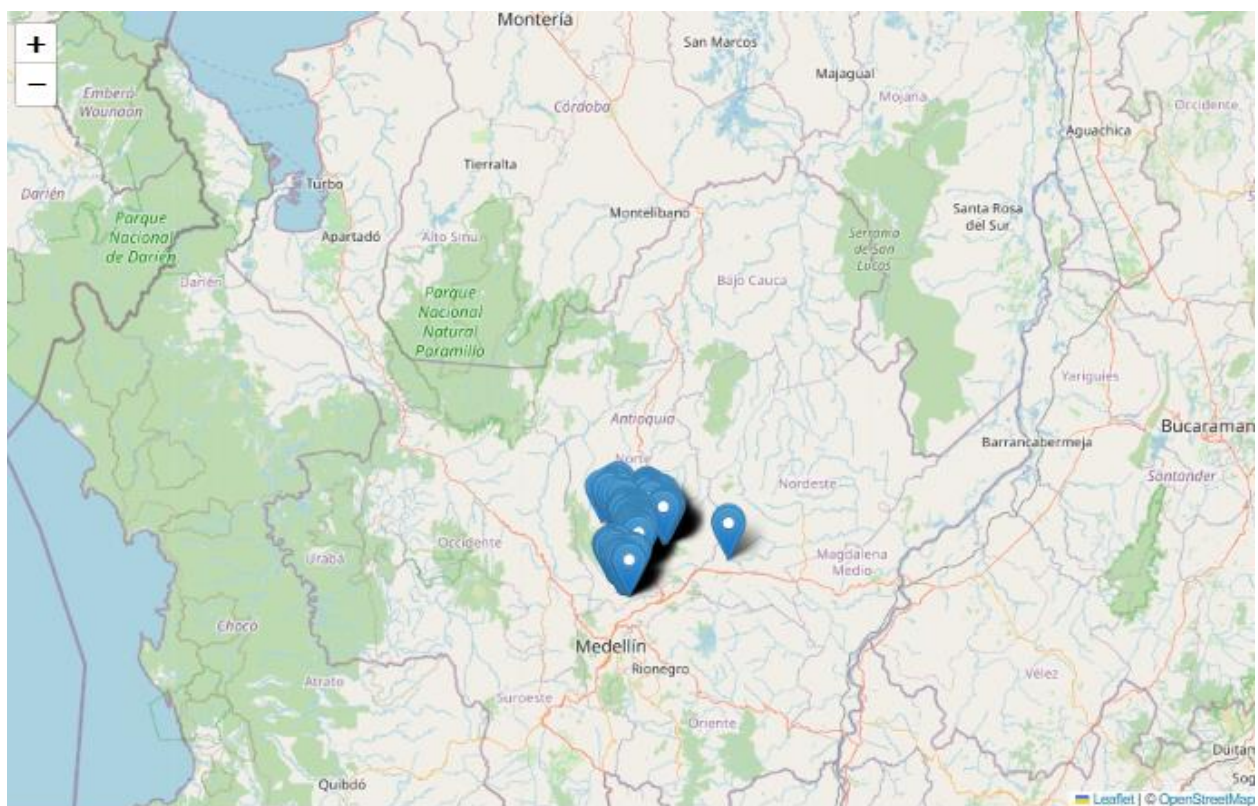 +
−
Montería
San Marcos
Majagual
Mojana
Occidente
Emberá
Wounaan
Córdoba
Aguachica
Tierralta
Darién
Turbo
Parque
Nacional
de Darién
Apartadó
Alto Sinú
Montelíbano
Santa Rosa
del Sur
Serranía
de San
Lucas
Darién
Bajo Cauca
Parque
Nacional
Natural
Paramillo
Yariguíes
Antioquia
Norte
Barrancabermeja
Bucaraman
Santander
Nordeste
Occidente
Urabá
Magdalena
Medio
Chocó
Medellín
Rionegro
Vélez
Atrato
Suroeste
Oriente
Quibdó
Duitan
Sog
Leaflet | © OpenStreetMap